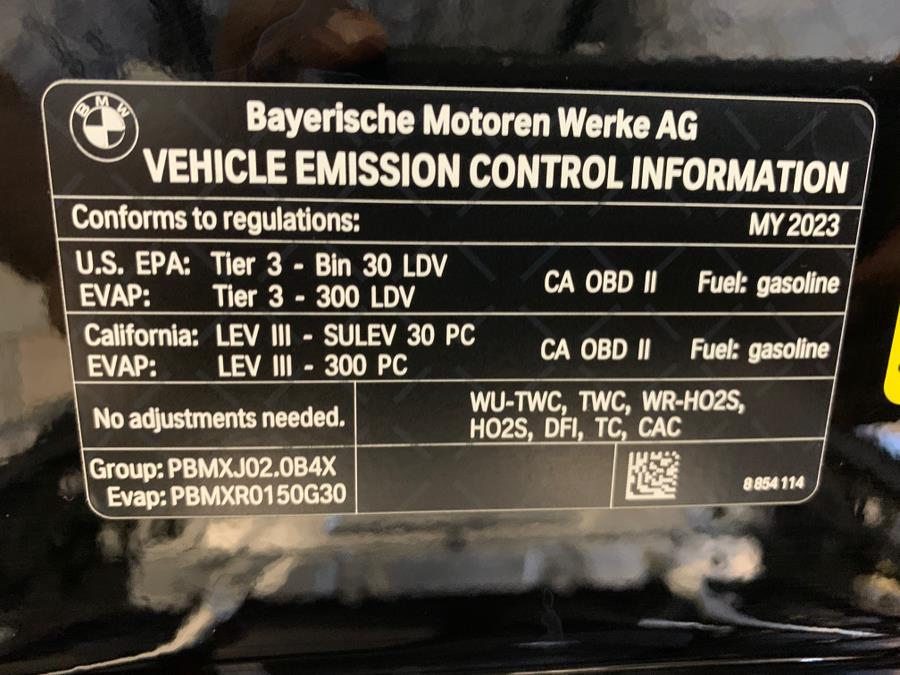 BMW
Bayerische Motoren Werke AG
VEHICLE EMISSION CONTROL INFORMATION
Conforms to regulations: MY 2023
U.S. EPA: Tier 3 - Bin 30 LDV CA OBD II Fuel: gasoline
EVAP: Tier 3 - 300 LDV
California: LEV III - SULEV 30 PC CA OBD II Fuel: gasoline
EVAP: LEV III - 300 PC
No adjustments needed.
WU-TWC, TWC, WR-HO2S,
HO2S, DFI, TC, CAC
Group: PBMXJ02.0B4X
Evap: PBMXR0150G30
8 854 114